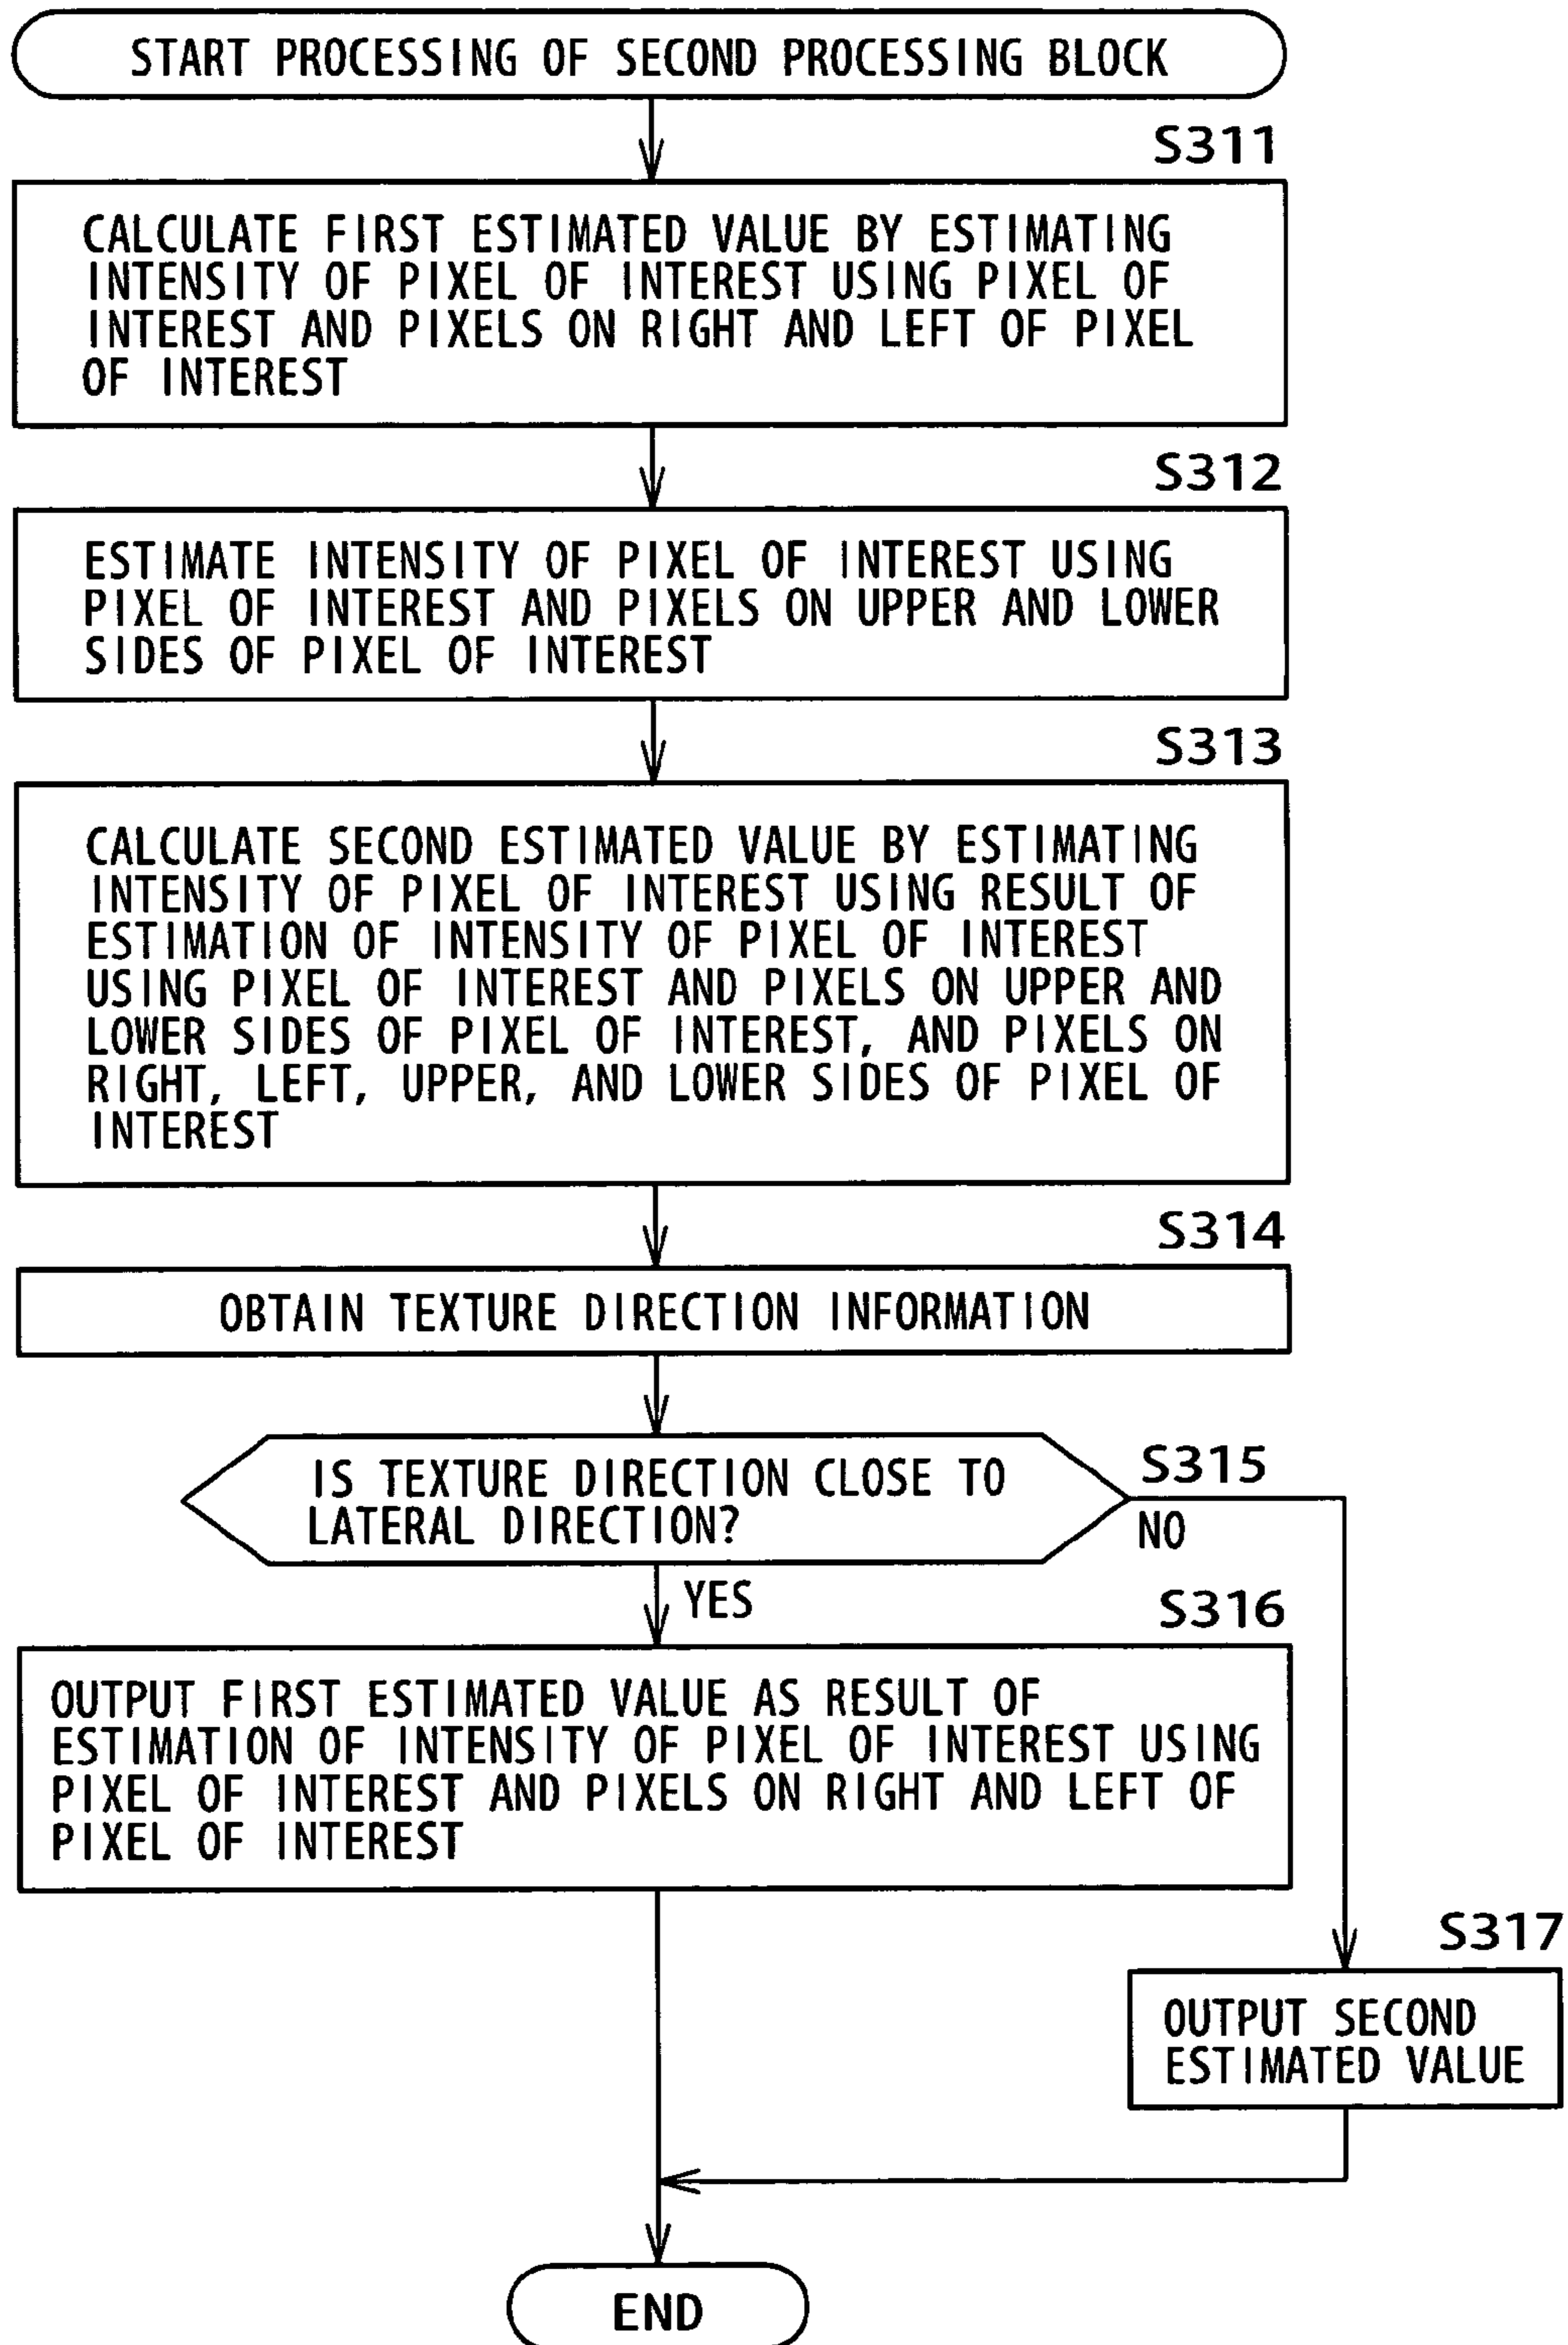 START PROCESSING OF SECOND PROCESSING BLOCK
S311
CALCULATE FIRST ESTIMATED VALUE BY ESTIMATING
INTENSITY OF PIXEL OF INTEREST USING PIXEL OF
INTEREST AND PIXELS ON RIGHT AND LEFT OF PIXEL
OF INTEREST
S312
ESTIMATE INTENSITY OF PIXEL OF INTEREST USING
PIXEL OF INTEREST AND PIXELS ON UPPER AND LOWER
SIDES OF PIXEL OF INTEREST
S313
CALCULATE SECOND ESTIMATED VALUE BY ESTIMATING
INTENSITY OF PIXEL OF INTEREST USING RESULT OF
ESTIMATION OF INTENSITY OF PIXEL OF INTEREST
USING PIXEL OF INTEREST AND PIXELS ON UPPER AND
LOWER SIDES OF PIXEL OF INTEREST, AND PIXELS ON
RIGHT, LEFT, UPPER, AND LOWER SIDES OF PIXEL OF
INTEREST
S314
OBTAIN TEXTURE DIRECTION INFORMATION
S315
IS TEXTURE DIRECTION CLOSE TO
LATERAL DIRECTION?
NO
YES
S316
OUTPUT FIRST ESTIMATED VALUE AS RESULT OF
ESTIMATION OF INTENSITY OF PIXEL OF INTEREST USING
PIXEL OF INTEREST AND PIXELS ON RIGHT AND LEFT OF
PIXEL OF INTEREST
S317
OUTPUT SECOND
ESTIMATED VALUE
END